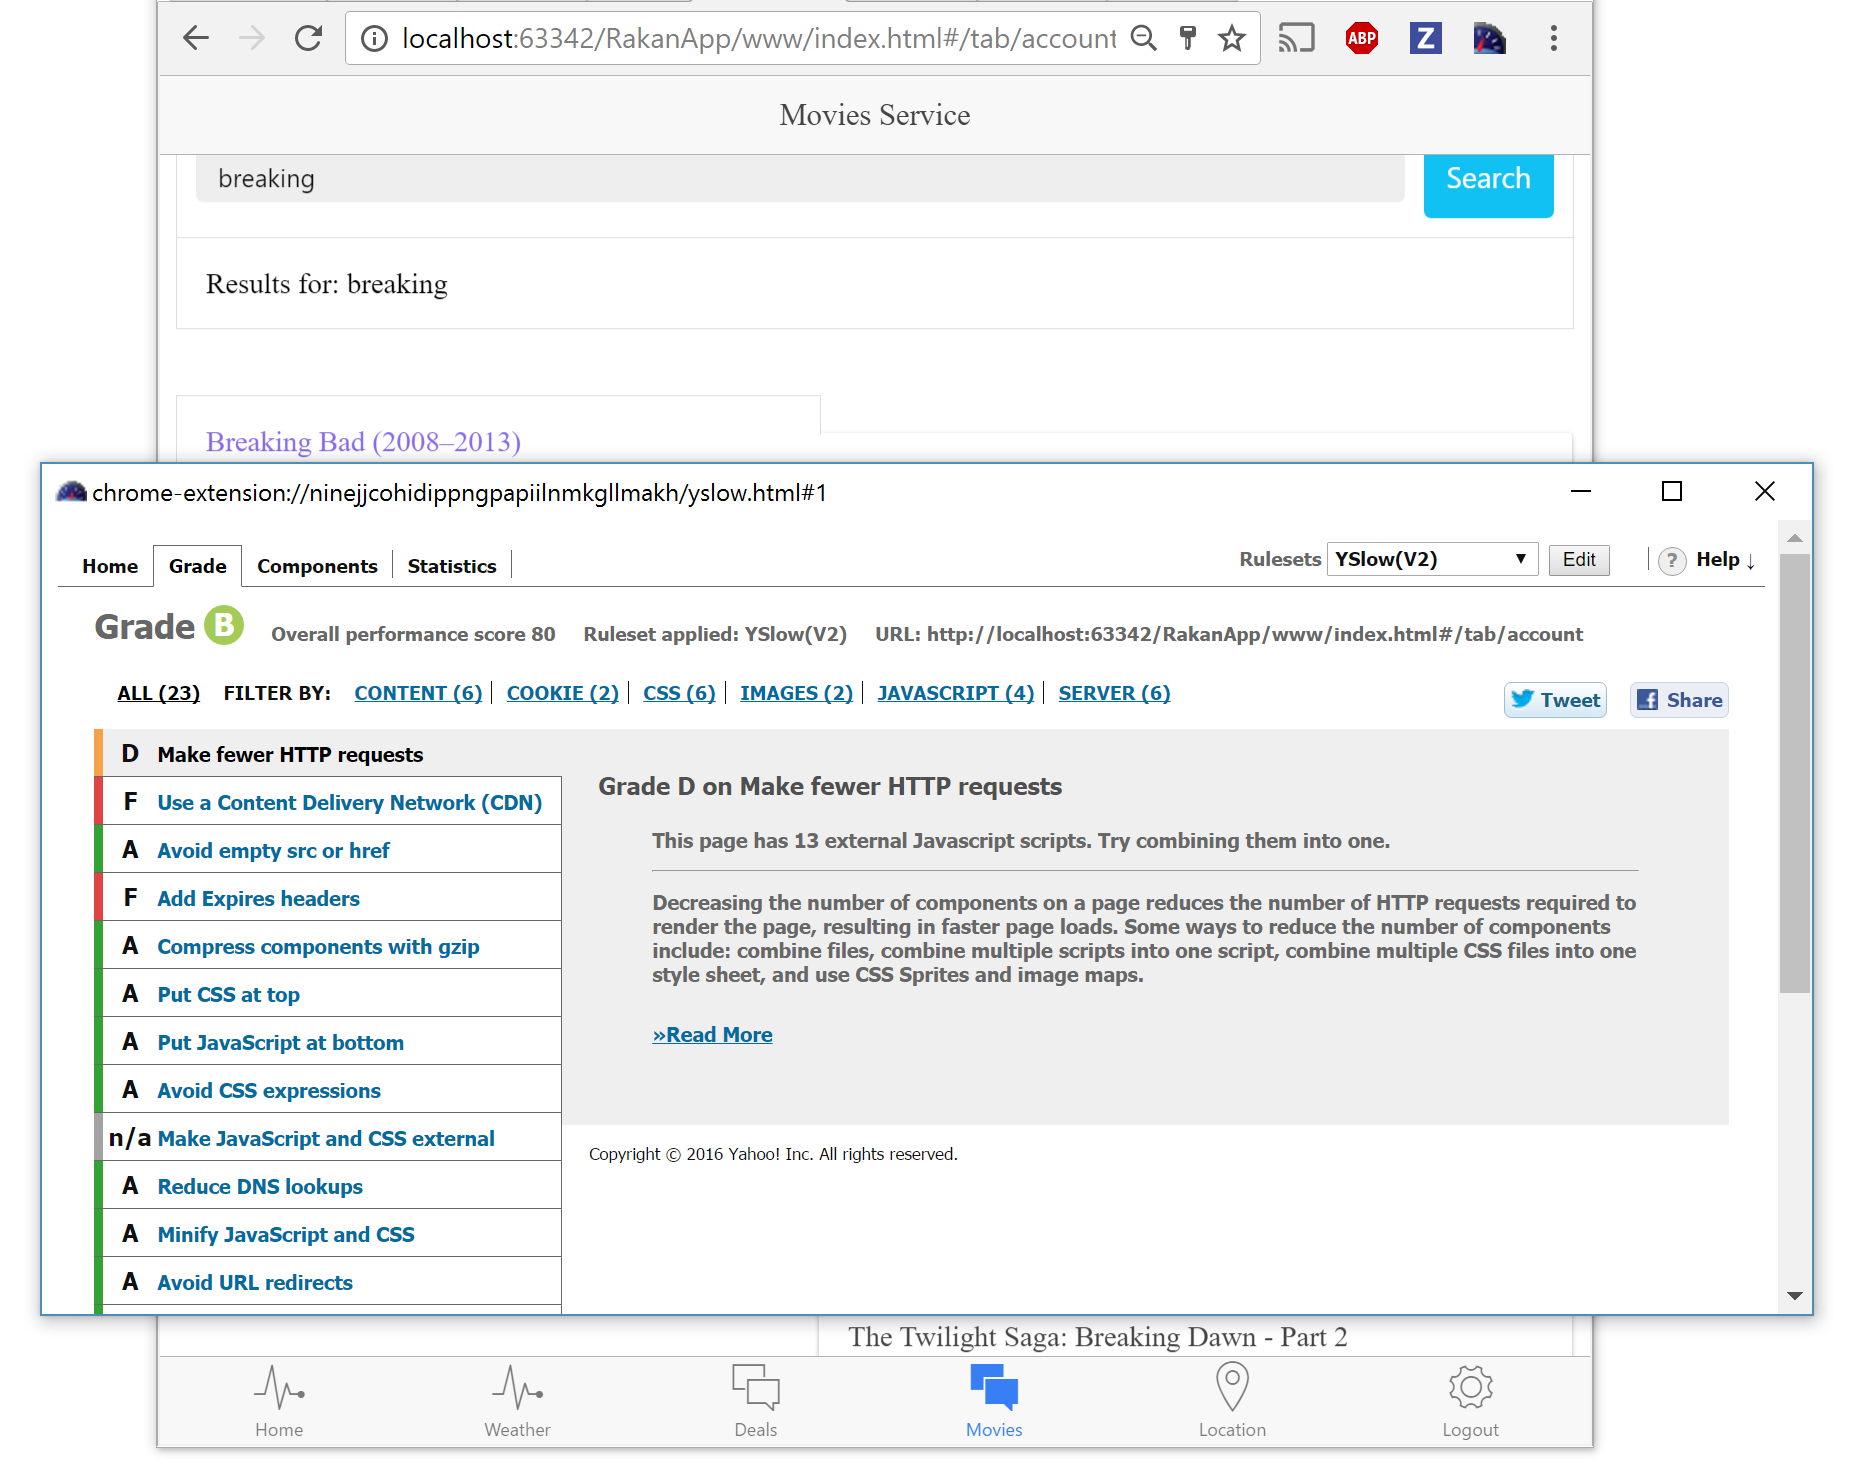 localhost:63342/RakanApp/www/index.html#/tab/account
ABP
Z
Movies Service
breaking
Search
Results for: breaking
Breaking Bad (2008–2013)
chrome-extension://ninejjcohidippngpapiilnmkgllmakh/yslow.html#1
Home
Grade
Components
Statistics
Rulesets
YSlow(V2)
Edit
?
Help ↓
Grade B
Overall performance score 80
Ruleset applied: YSlow(V2)
URL: http://localhost:63342/RakanApp/www/index.html#/tab/account
ALL (23) FILTER BY: CONTENT (6) | COOKIE (2) | CSS (6) | IMAGES (2) | JAVASCRIPT (4) | SERVER (6)
Tweet
Share
D Make fewer HTTP requests
F Use a Content Delivery Network (CDN)
A Avoid empty src or href
F Add Expires headers
A Compress components with gzip
A Put CSS at top
A Put JavaScript at bottom
A Avoid CSS expressions
n/a Make JavaScript and CSS external
A Reduce DNS lookups
A Minify JavaScript and CSS
A Avoid URL redirects
Grade D on Make fewer HTTP requests
This page has 13 external Javascript scripts. Try combining them into one.
Decreasing the number of components on a page reduces the number of HTTP requests required to
render the page, resulting in faster page loads. Some ways to reduce the number of components
include: combine files, combine multiple scripts into one script, combine multiple CSS files into one
style sheet, and use CSS Sprites and image maps.
»Read More
Copyright © 2016 Yahoo! Inc. All rights reserved.
The Twilight Saga: Breaking Dawn - Part 2
Home
Weather
Deals
Movies
Location
Logout